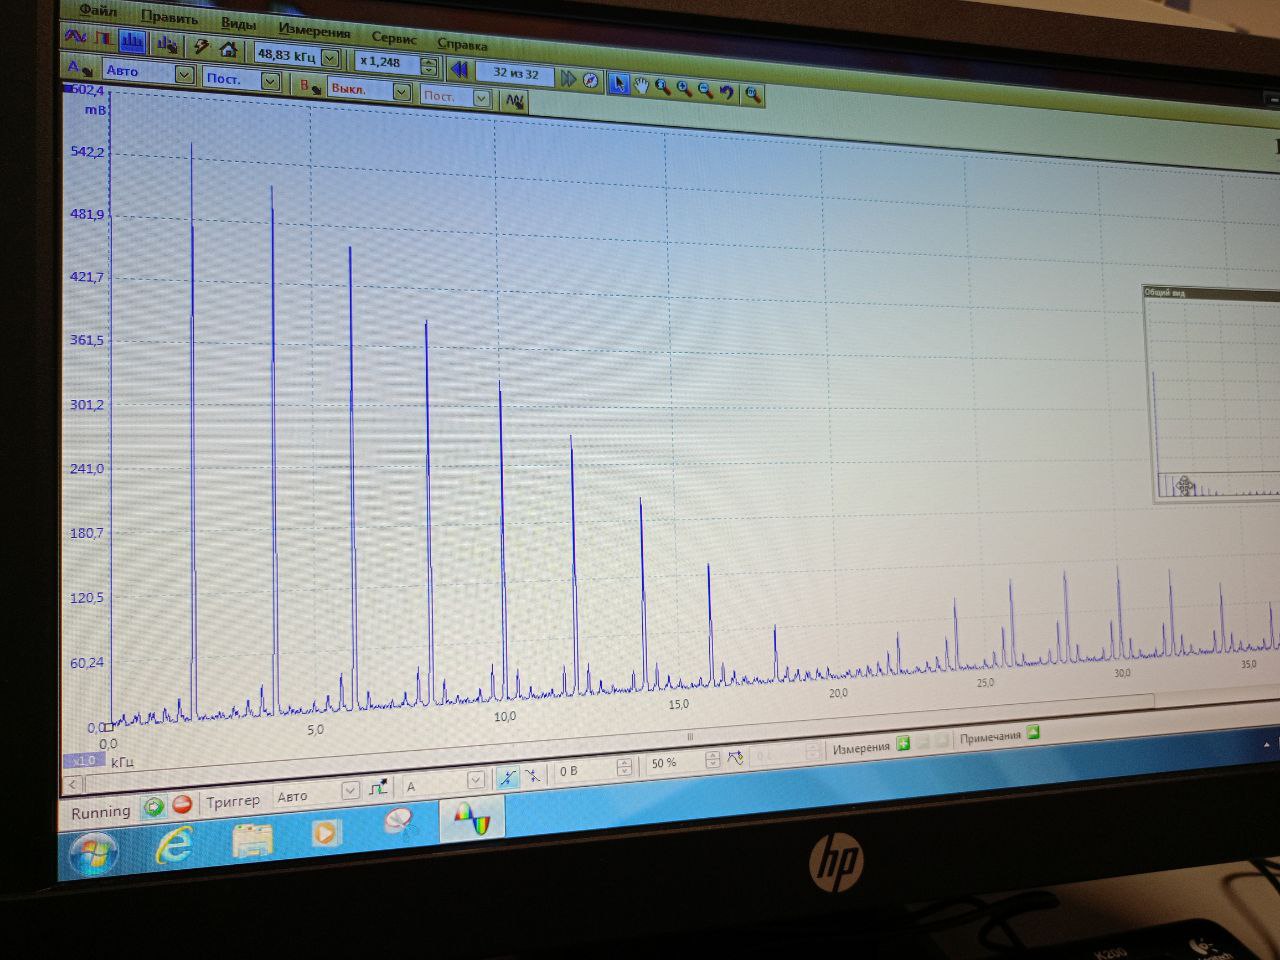 Файл Править Виды Измерения Сервис Справка
48,83 кГц x 1,248 32 из 32
A Авто Пост. B Выкл. Пост.
602,4
mB
542,2
481,9
421,7
361,5
301,2
241,0
180,7
120,5
60,24
0,0
Общий вид
0,0 5,0 10,0 15,0 20,0 25,0 30,0 35,0
x1,0 кГц
Running Триггер Авто A 0 В 50 % Измерения Примечания
hp
K200